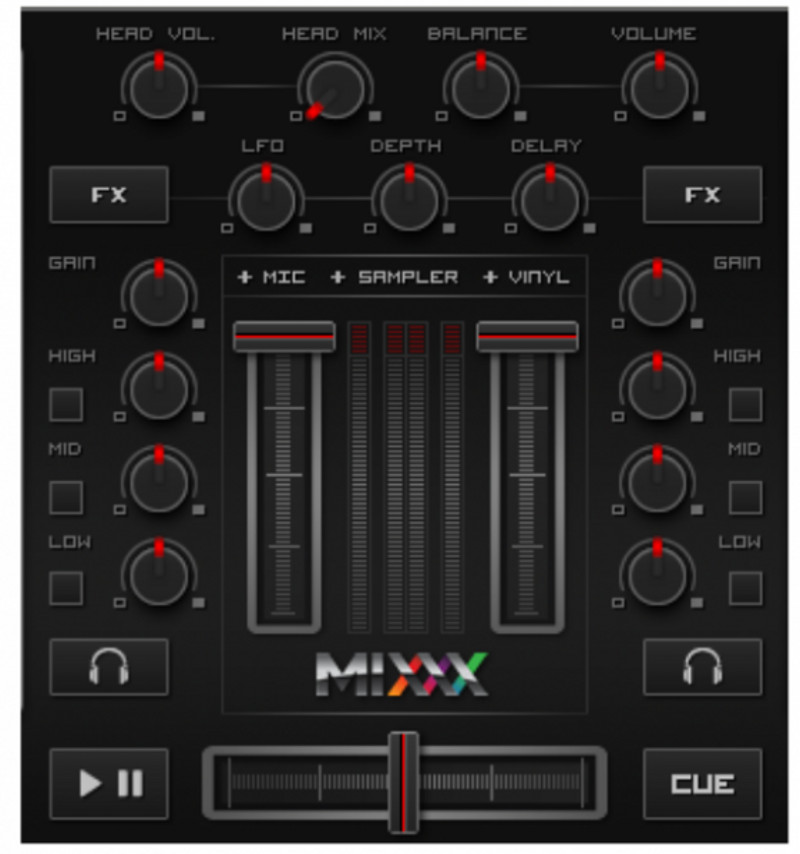 HEAD VOL. HEAD MIX BALANCE VOLUME
LFO DEPTH DELAY
FX FX
GAIN + MIC + SAMPLER + VINYL GAIN
HIGH HIGH
MID MID
LOW LOW
MIXXX
CUE